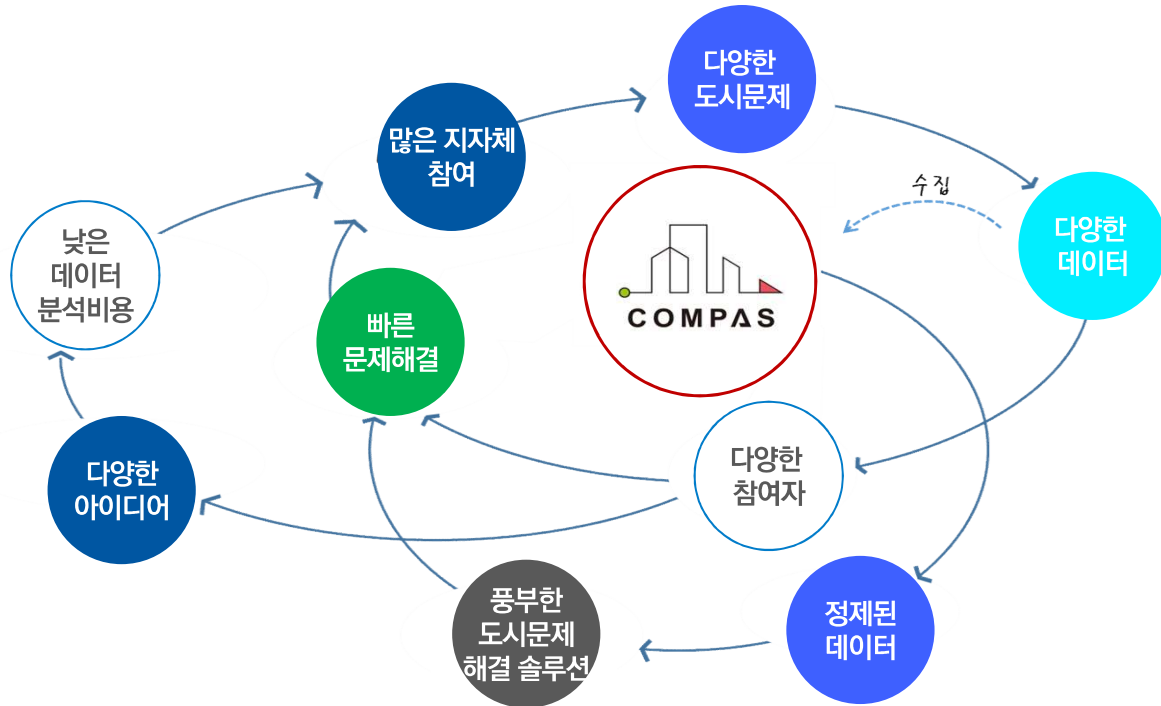 다양한
도시문제
많은 지자체
참여
수집
다양한
데이터
낮은
데이터
분석비용
COMPAS
빠른
문제해결
다양한
참여자
다양한
아이디어
풍부한
도시문제
해결 솔루션
정제된
데이터